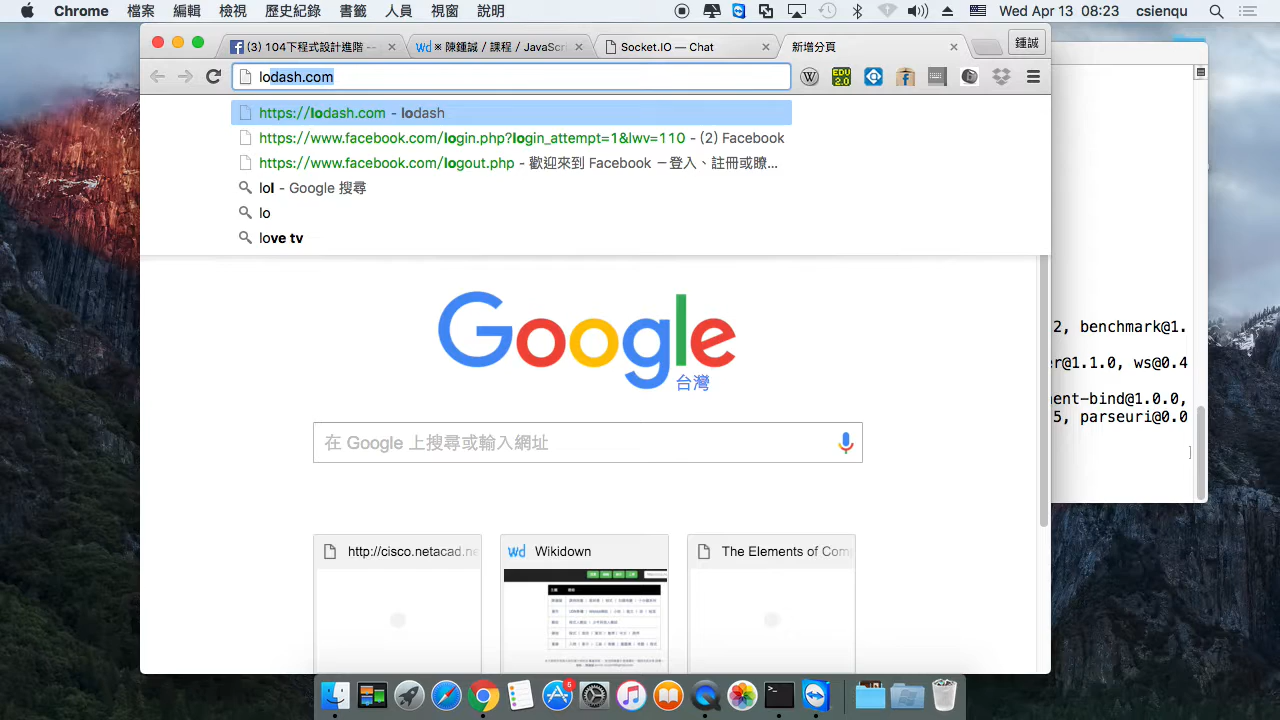 Chrome 檔案 編輯 檢視 歷史紀錄 書籤 人員 視窗 說明 Wed Apr 13 08:23 csienqu
(3) 104下程式設計進階 -- ※ 陳鍾誠 / 課程 / JavaScri Socket.IO — Chat 新增分頁 鍾誠
lodash.com
https://lodash.com - lodash
https://www.facebook.com/login.php?login_attempt=1&lwv=110 - (2) Facebook
https://www.facebook.com/logout.php - 歡迎來到 Facebook －登入、註冊或瞭...
lol - Google 搜尋
lo
love tv
Google
台灣
在 Google 上搜尋或輸入網址
2, benchmark@1.
er@1.1.0, ws@0.4
nent-bind@1.0.0,
5, parseuri@0.0
]
http://cisco.netacad.ne Wikidown The Elements of Com
6